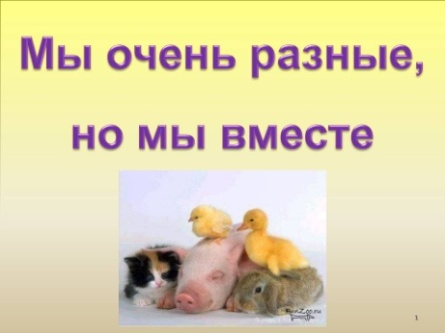 Мы очень разные,
но мы вместе
1